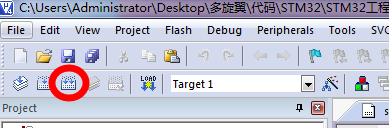 C:\Users\Administrator\Desktop\多旋翼\代码\STM32\STM32工程
File Edit View Project Flash Debug Peripherals Tools SVC
LOAD Target 1
Project s